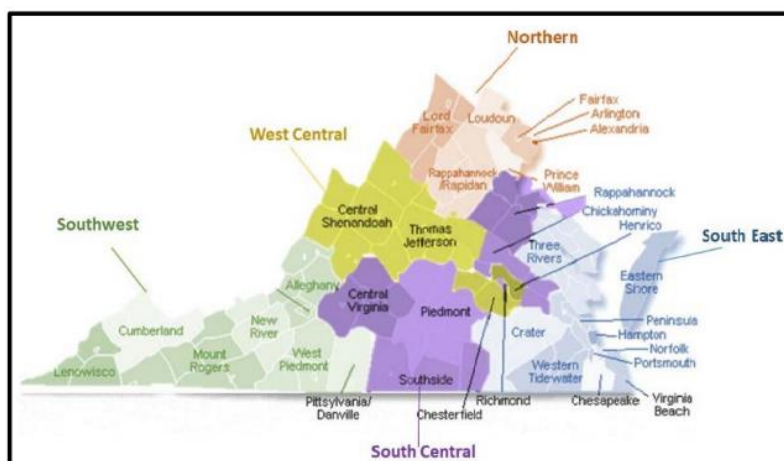 Northern
Fairfax
Arlington
Alexandria
Lord
Fairfax
Loudoun
West Central
Rappahannock
/Rapidan
Prince
William
Rappahannock
Chickahominy
Henrico
Central
Shenandoah
Thomas
Jefferson
Southwest
Three
Rivers
South East
Alleghany
Eastern
Shore
Central
Virginia
Piedmont
Cumberland
New
River
Crater
Peninsula
Hampton
Norfolk
Portsmouth
Mount
Rogers
West
Piedmont
Western
Tidewater
Lenowisco
Southside
Pittsylvania/
Danville
Chesterfield
Richmond
Chesapeake
Virginia
Beach
South Central